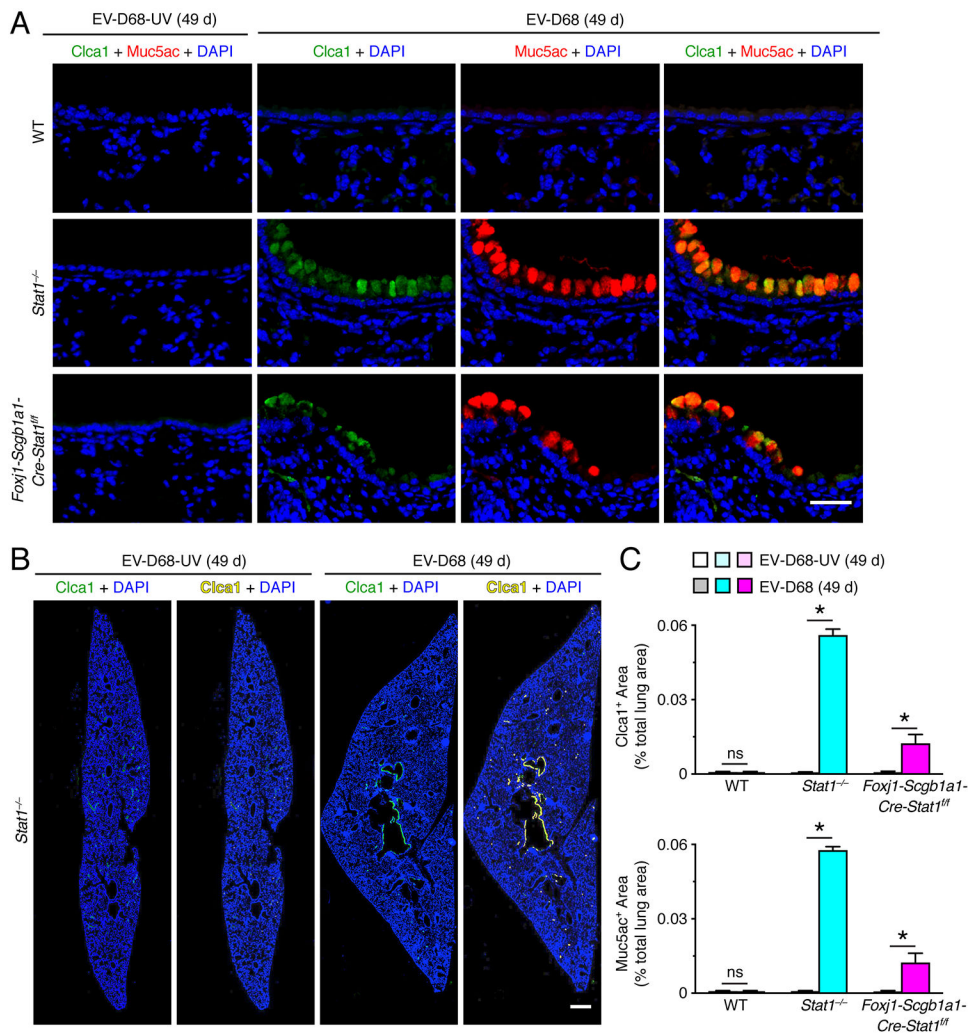 A
EV-D68-UV (49 d)
EV-D68 (49 d)
Clca1 + Muc5ac + DAPI
Clca1 + DAPI
Muc5ac + DAPI
Clca1 + Muc5ac + DAPI
WT
Stat1⁻/⁻
Foxj1-Scgb1a1-
Cre-Stat1ᶠ/ᶠ
B
EV-D68-UV (49 d)
EV-D68 (49 d)
Clca1 + DAPI
Clca1 + DAPI
Clca1 + DAPI
Clca1 + DAPI
Stat1⁻/⁻
C
EV-D68-UV (49 d)
EV-D68 (49 d)
Clca1⁺ Area
(% total lung area)
0.06
0.03
0
ns
*
*
WT
Stat1⁻/⁻
Foxj1-Scgb1a1-
Cre-Stat1ᶠ/ᶠ
Muc5ac⁺ Area
(% total lung area)
0.06
0.03
0
ns
*
*
WT
Stat1⁻/⁻
Foxj1-Scgb1a1-
Cre-Stat1ᶠ/ᶠ